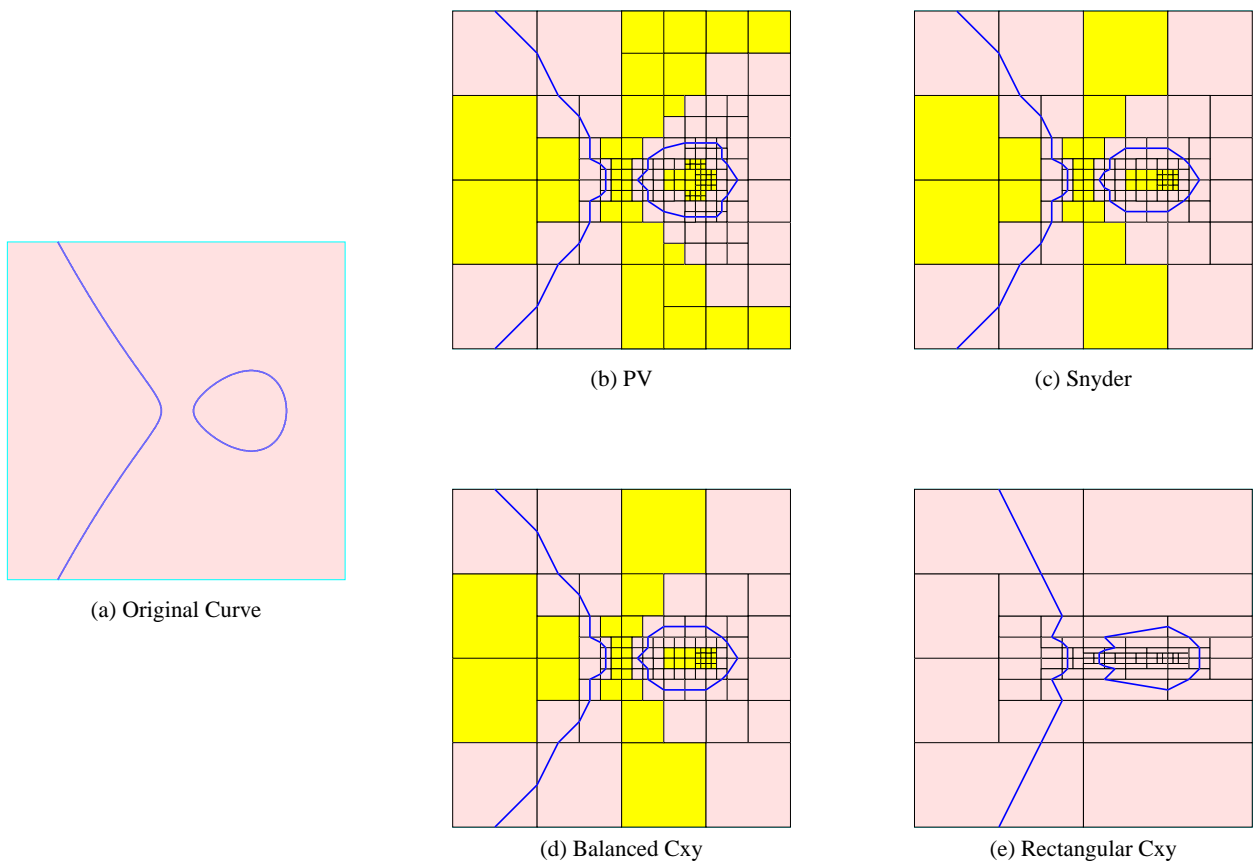 (b) PV
(c) Snyder
(a) Original Curve
(d) Balanced Cxy
(e) Rectangular Cxy